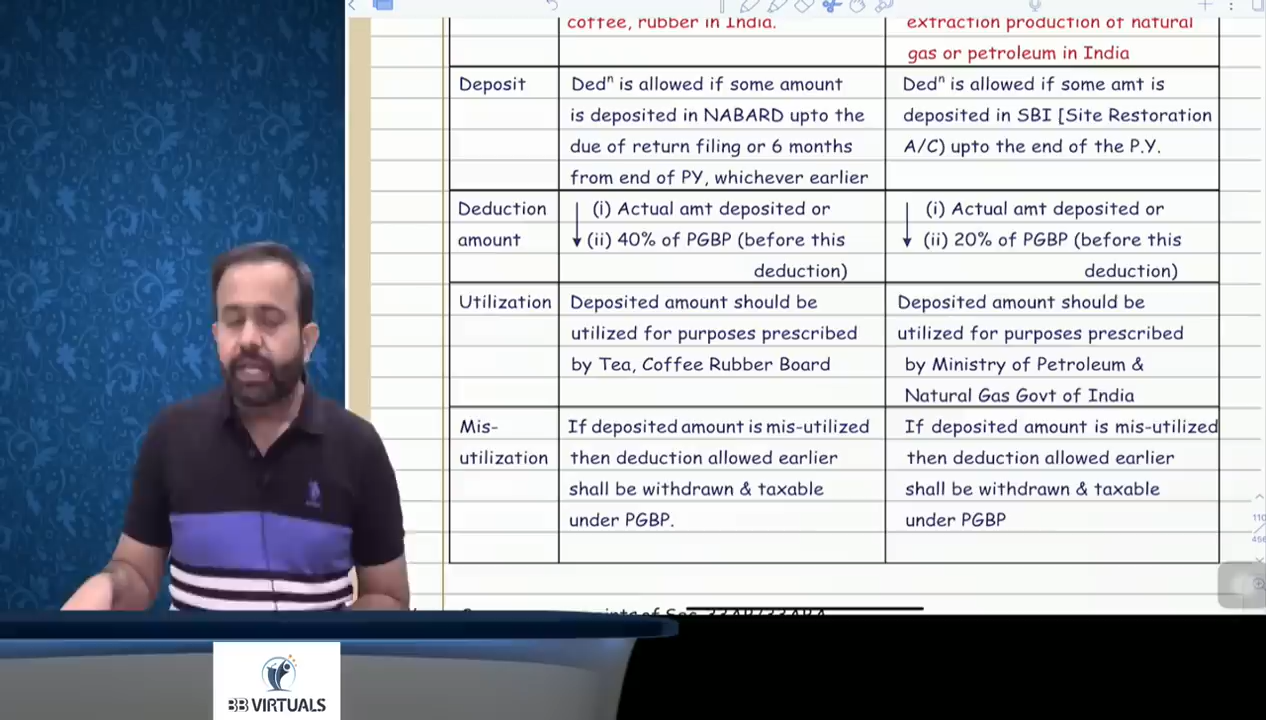 coffee, rubber in India.
extraction production of natural
gas or petroleum in India
Deposit
Dedⁿ is allowed if some amount
is deposited in NABARD upto the
due of return filing or 6 months
from end of PY, whichever earlier
Dedⁿ is allowed if some amt is
deposited in SBI [Site Restoration
A/C) upto the end of the P.Y.
Deduction
amount
(i) Actual amt deposited or
(ii) 40% of PGBP (before this
deduction)
(i) Actual amt deposited or
(ii) 20% of PGBP (before this
deduction)
Utilization
Deposited amount should be
utilized for purposes prescribed
by Tea, Coffee Rubber Board
Deposited amount should be
utilized for purposes prescribed
by Ministry of Petroleum &
Natural Gas Govt of India
Mis-
utilization
If deposited amount is mis-utilized
then deduction allowed earlier
shall be withdrawn & taxable
under PGBP.
If deposited amount is mis-utilized
then deduction allowed earlier
shall be withdrawn & taxable
under PGBP
110
456
of Sec 33AB/33ABA
BB VIRTUALS